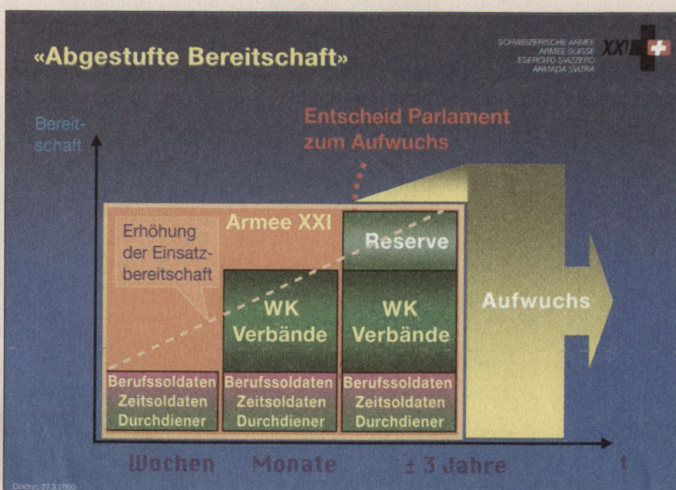 «Abgestufte Bereitschaft»
SCHWEIZERISCHE ARMEE
ARMEE SUISSE
ESERCITO SVIZZERO
ARMADA SVIZRA
XXI
Bereit-
schaft
Entscheid Parlament
zum Aufwuchs
Erhöhung
der Einsatz-
bereitschaft
Armee XXI
Reserve
WK
Verbände
WK
Verbände
Aufwuchs
Berufssoldaten
Zeitsoldaten
Durchdiener
Berufssoldaten
Zeitsoldaten
Durchdiener
Berufssoldaten
Zeitsoldaten
Durchdiener
Wochen
Monate
± 3 Jahre
t